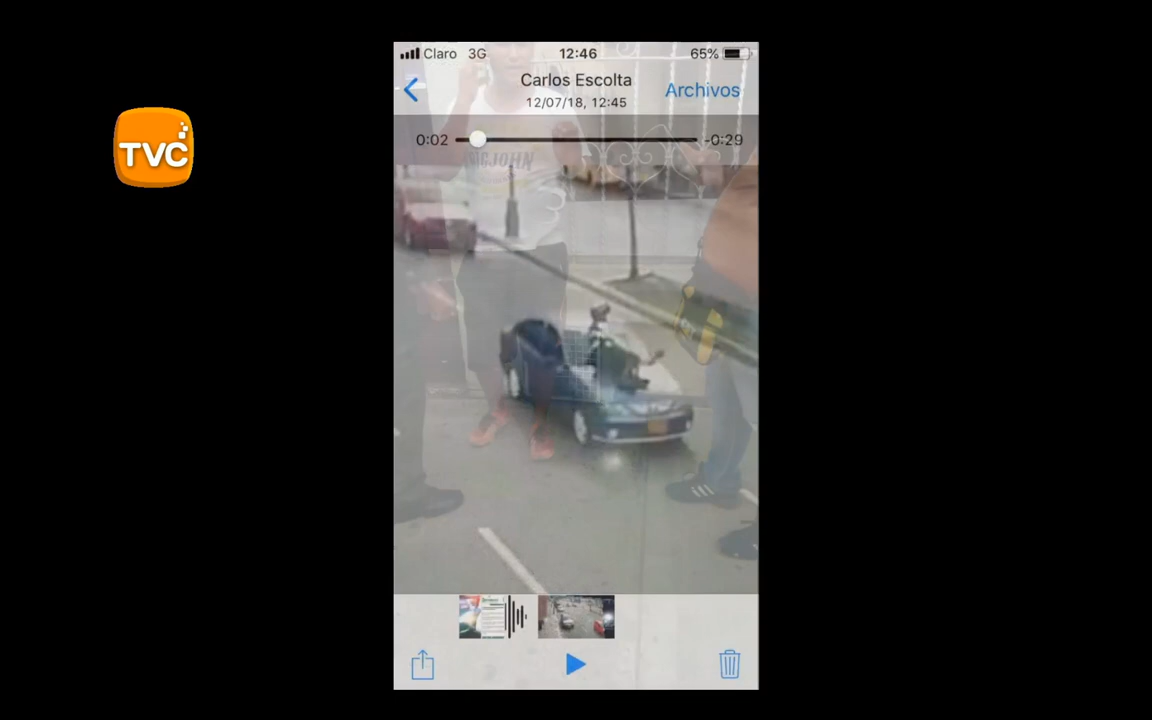 Claro 3G 12:46 65%
Carlos Escolta
12/07/18, 12:45
Archivos
0:02 -0:29
TVC